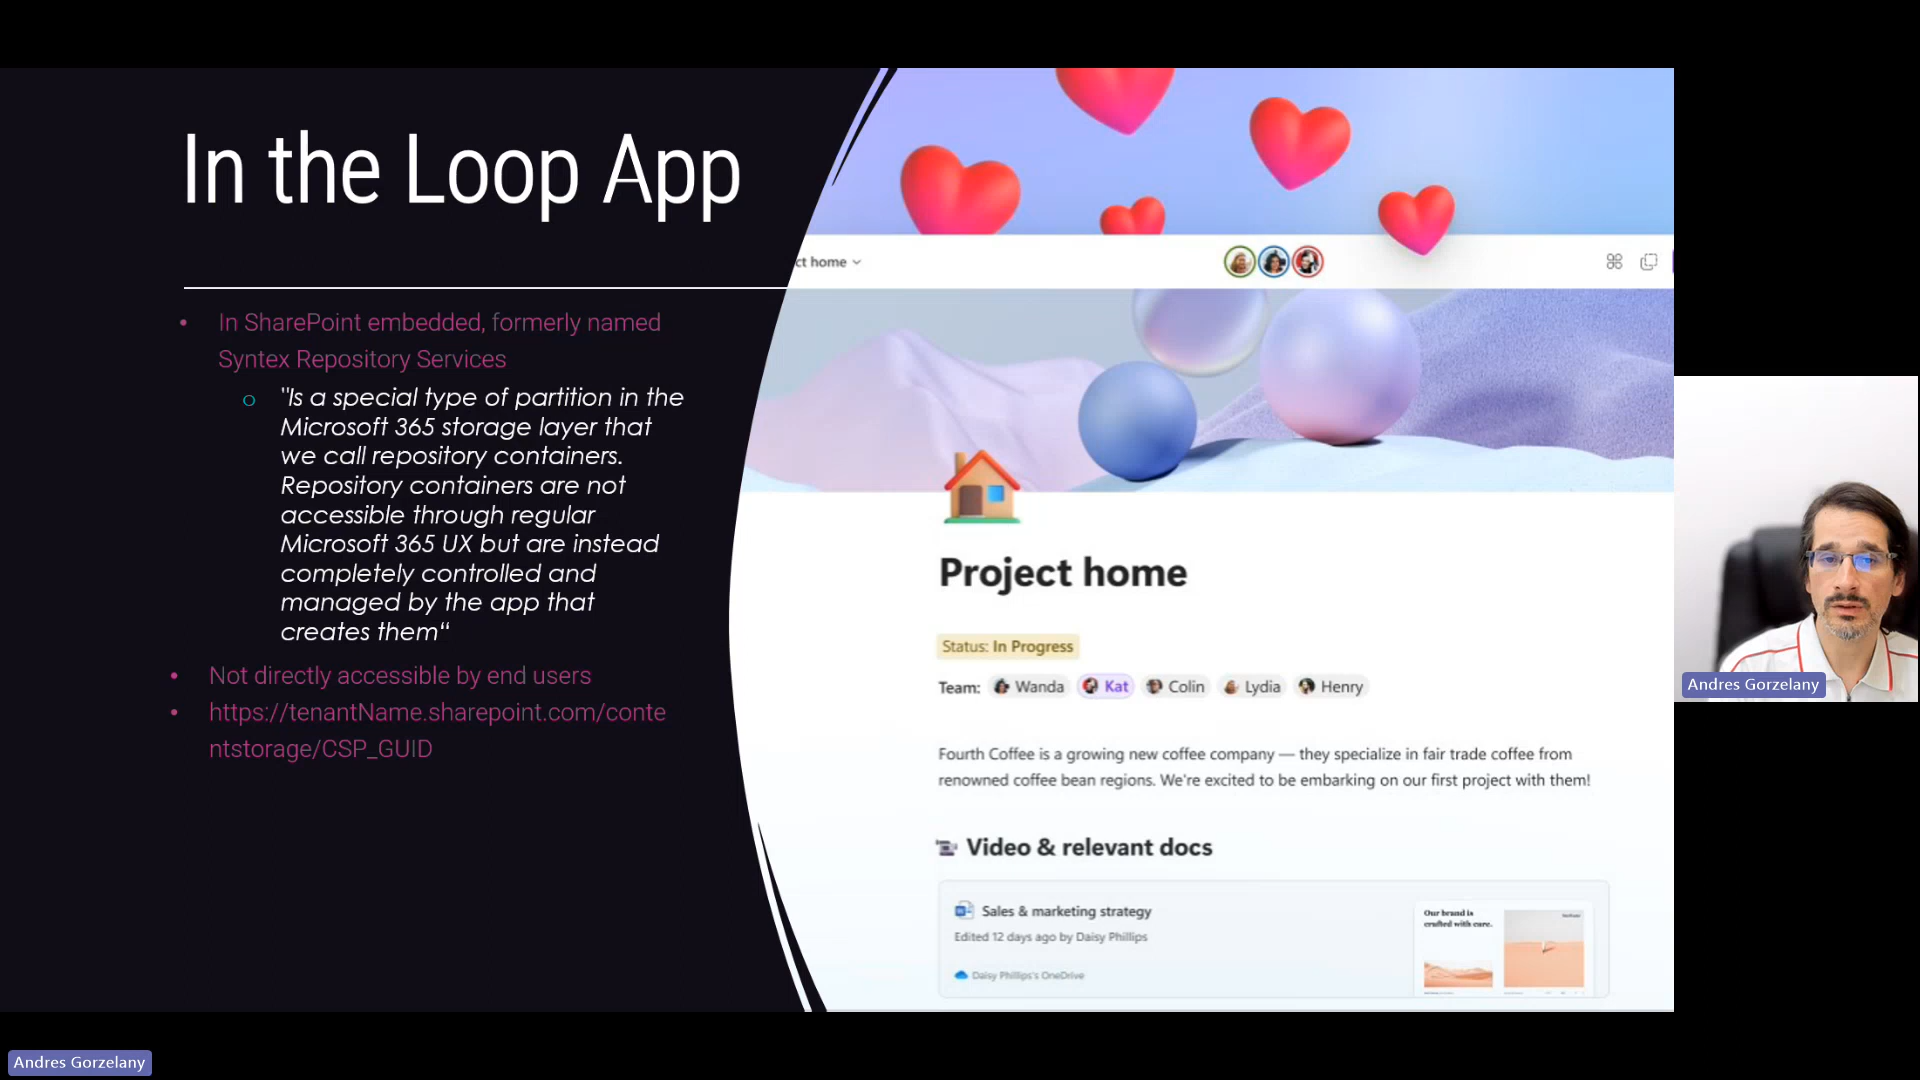 In the Loop App
• In SharePoint embedded, formerly named
Syntex Repository Services
o "Is a special type of partition in the
Microsoft 365 storage layer that
we call repository containers.
Repository containers are not
accessible through regular
Microsoft 365 UX but are instead
completely controlled and
managed by the app that
creates them“
• Not directly accessible by end users
• https://tenantName.sharepoint.com/conte
ntstorage/CSP_GUID
ct home
Project home
Status: In Progress
Team: Wanda Kat Colin Lydia Henry
Fourth Coffee is a growing new coffee company — they specialize in fair trade coffee from
renowned coffee bean regions. We're excited to be embarking on our first project with them!
Video & relevant docs
Sales & marketing strategy
Edited 12 days ago by Daisy Phillips
Daisy Phillips's OneDrive
Our brand is
crafted with care.
Andres Gorzelany
Andres Gorzelany